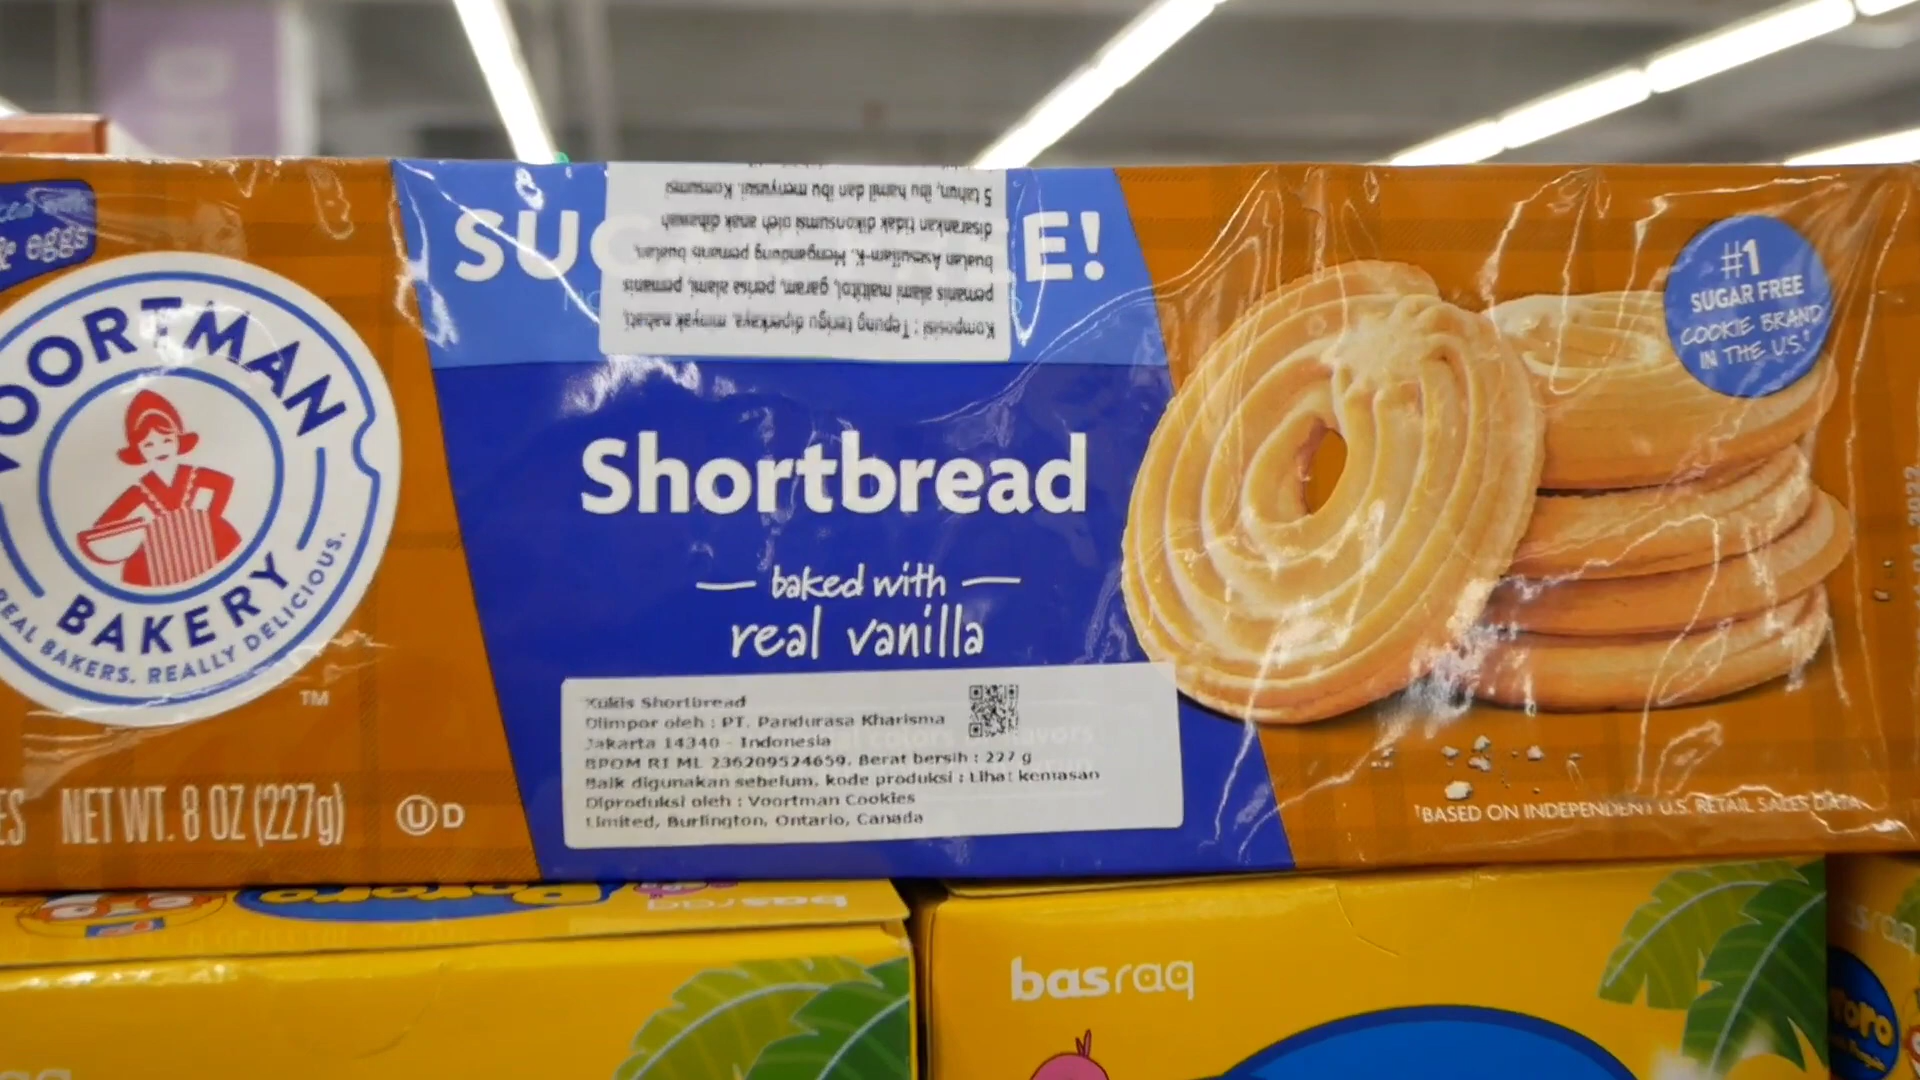 & eggs
VOORTMAN
BAKERY
REAL BAKERS. REALLY DELICIOUS.
TM
NET WT. 8 OZ (227g)
U D
5 tahun, ibu hamil dan ibu menyusui. Konsumsi
disarankan tidak dikonsumsi oleh anak dibawah
buatan Asesulfam-K. Mengandung pemanis buatan,
pemanis alami maltitol, garam, perisa alami, pemanis
Komposisi : Tepung terigu diperkaya, minyak nabati,
E!
Shortbread
baked with
real vanilla
Kukis Shortbread
Diimpor oleh : PT. Pandurasa Kharisma
Jakarta 14340 - Indonesia
BPOM RI ML 236209524659. Berat bersih : 227 g
Baik digunakan sebelum, kode produksi : Lihat kemasan
Diproduksi oleh : Voortman Cookies
Limited, Burlington, Ontario, Canada
#1
SUGAR FREE
COOKIE BRAND
IN THE U.S.†
†BASED ON INDEPENDENT U.S. RETAIL SALES DATA
Pororo
basraq
basraq